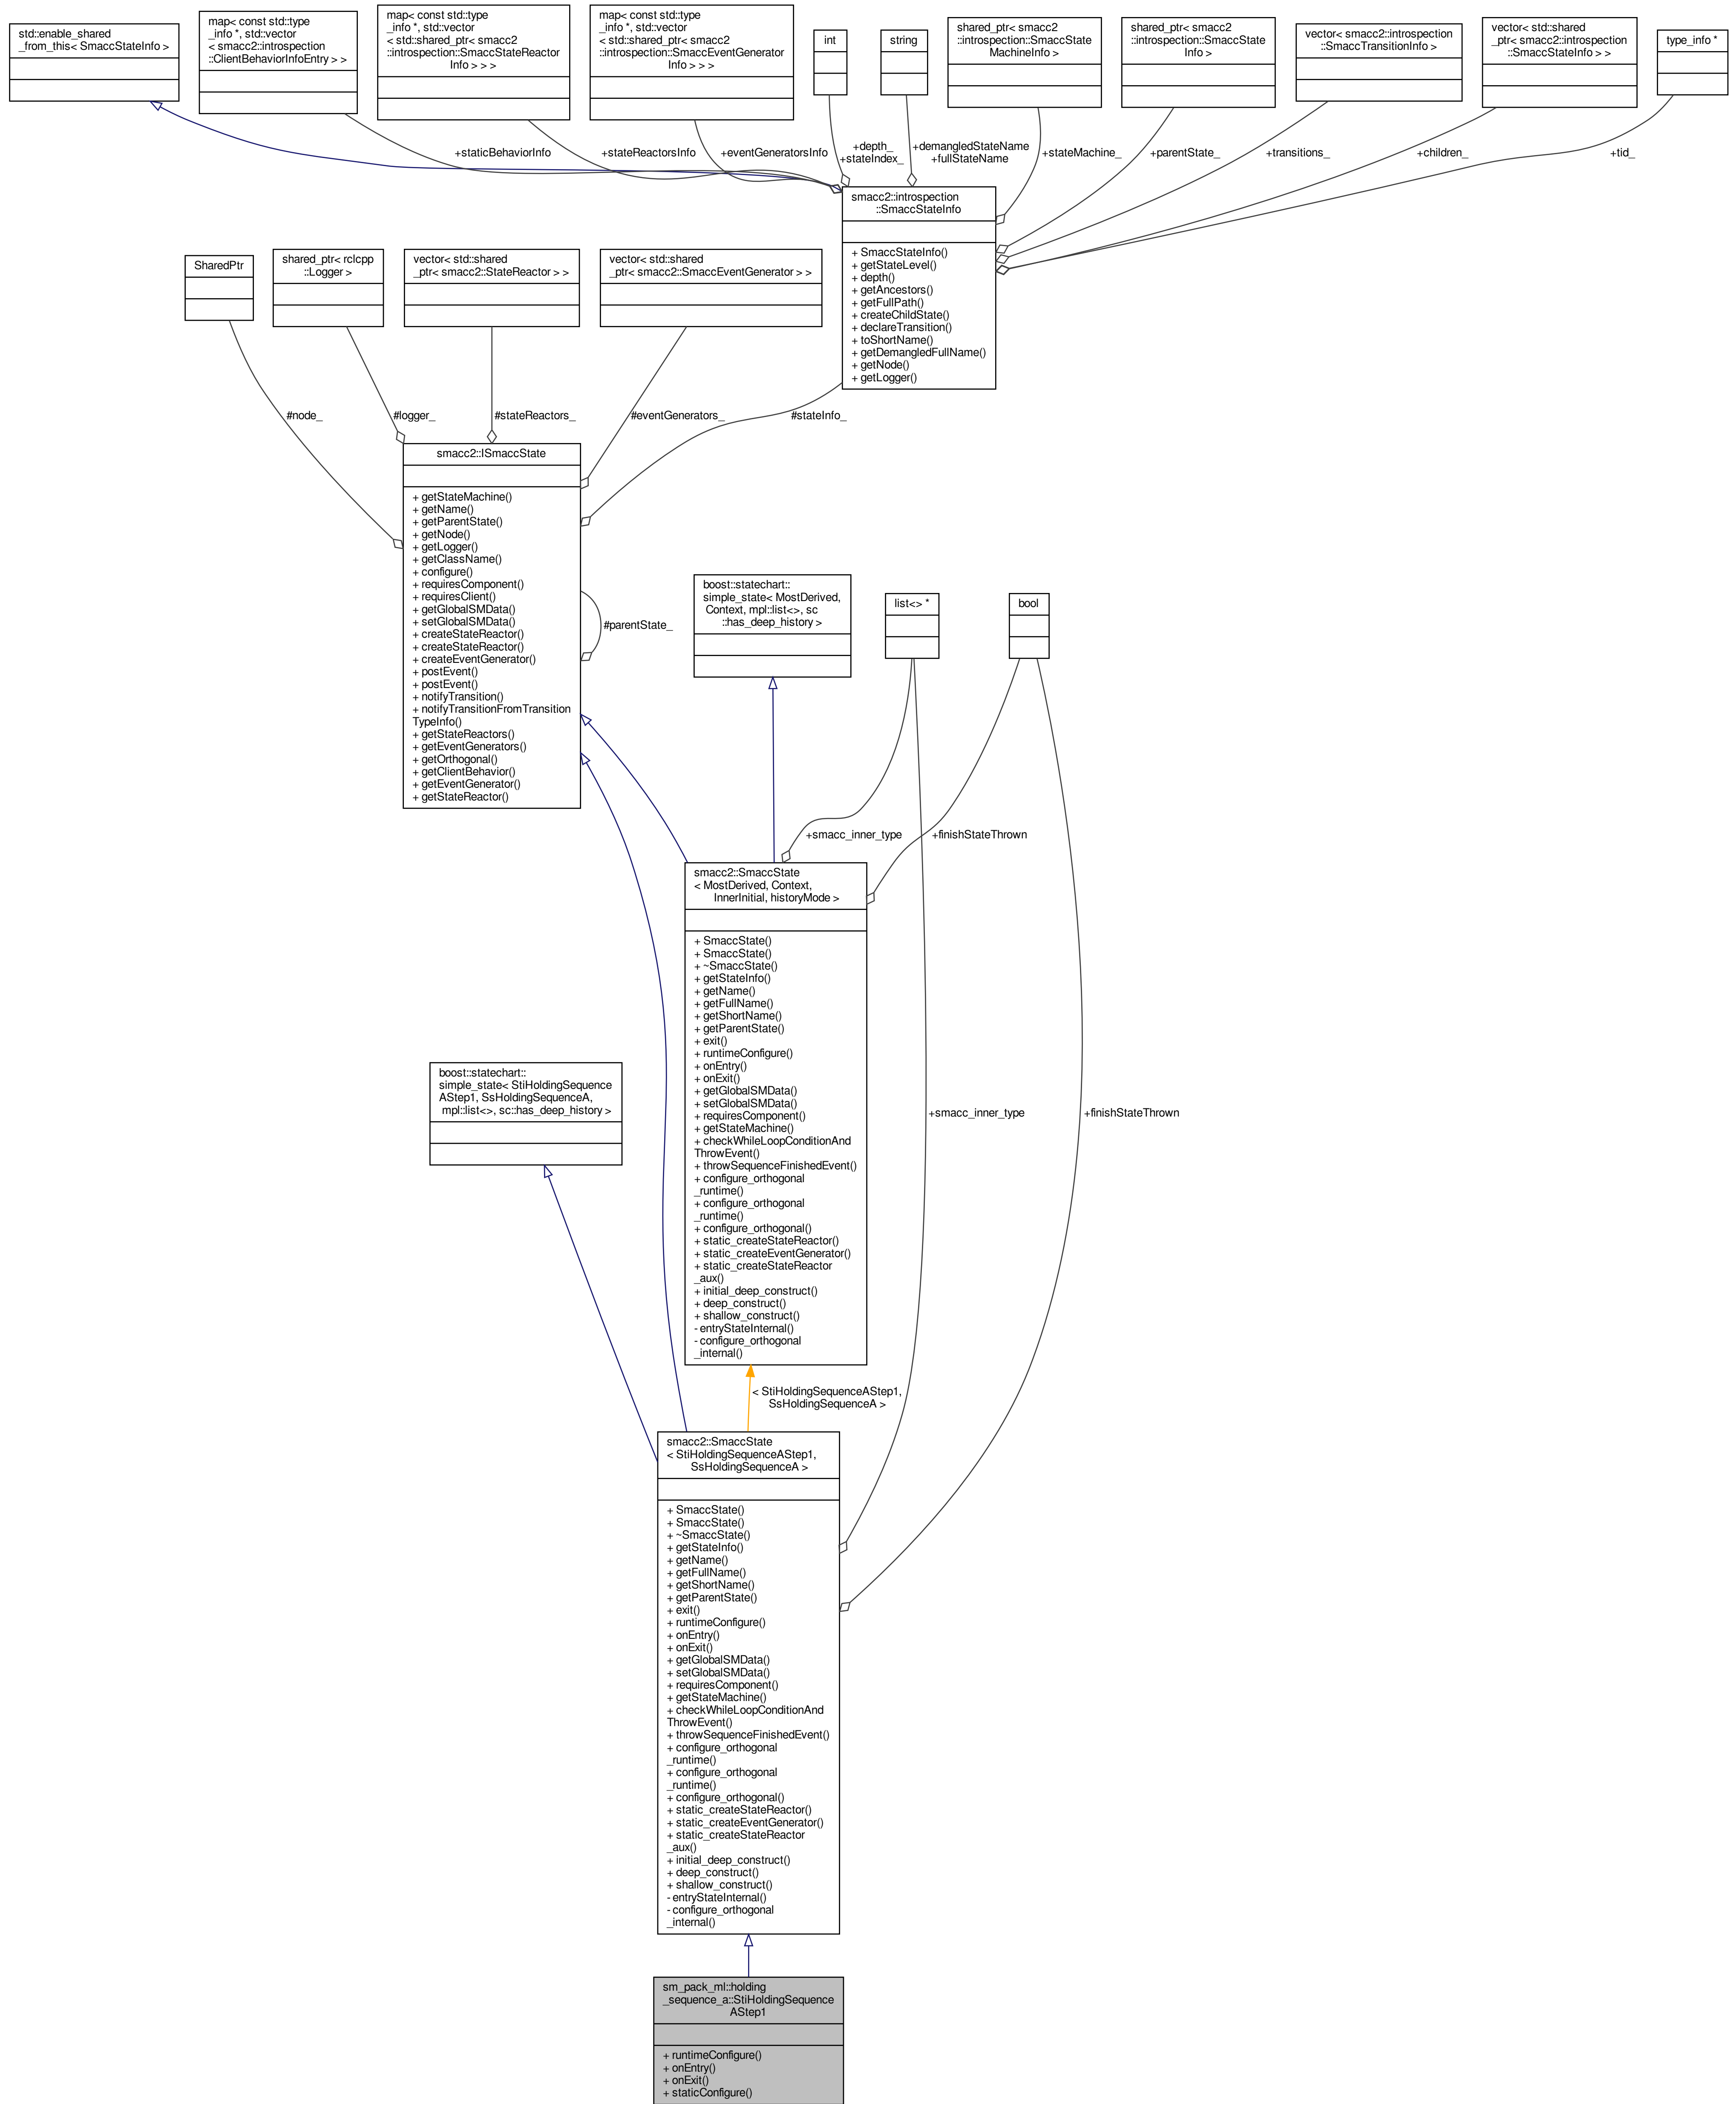 std::enable_shared
_from_this< SmaccStateInfo >
map< const std::type
_info *, std::vector
< smacc2::introspection
::ClientBehaviorInfoEntry > >
map< const std::type
_info *, std::vector
< std::shared_ptr< smacc2
::introspection::SmaccStateReactor
Info > > >
map< const std::type
_info *, std::vector
< std::shared_ptr< smacc2
::introspection::SmaccEventGenerator
Info > > >
int
string
shared_ptr< smacc2
::introspection::SmaccState
MachineInfo >
shared_ptr< smacc2
::introspection::SmaccState
Info >
vector< smacc2::introspection
::SmaccTransitionInfo >
vector< std::shared
_ptr< smacc2::introspection
::SmaccStateInfo > >
type_info *
+staticBehaviorInfo
+stateReactorsInfo
+eventGeneratorsInfo
+depth_
+stateIndex_
+demangledStateName
+fullStateName
+stateMachine_
+parentState_
+transitions_
+children_
+tid_
smacc2::introspection
::SmaccStateInfo
+ SmaccStateInfo()
+ getStateLevel()
+ depth()
+ getAncestors()
+ getFullPath()
+ createChildState()
+ declareTransition()
+ toShortName()
+ getDemangledFullName()
+ getNode()
+ getLogger()
SharedPtr
shared_ptr< rclcpp
::Logger >
vector< std::shared
_ptr< smacc2::StateReactor > >
vector< std::shared
_ptr< smacc2::SmaccEventGenerator > >
#node_
#logger_
#stateReactors_
#eventGenerators_
#stateInfo_
smacc2::ISmaccState
+ getStateMachine()
+ getName()
+ getParentState()
+ getNode()
+ getLogger()
+ getClassName()
+ configure()
+ requiresComponent()
+ requiresClient()
+ getGlobalSMData()
+ setGlobalSMData()
+ createStateReactor()
+ createStateReactor()
+ createEventGenerator()
+ postEvent()
+ postEvent()
+ notifyTransition()
+ notifyTransitionFromTransition
TypeInfo()
+ getStateReactors()
+ getEventGenerators()
+ getOrthogonal()
+ getClientBehavior()
+ getEventGenerator()
+ getStateReactor()
#parentState_
boost::statechart::
simple_state< MostDerived,
Context, mpl::list<>, sc
::has_deep_history >
list<> *
bool
+smacc_inner_type
+finishStateThrown
smacc2::SmaccState
< MostDerived, Context,
InnerInitial, historyMode >
+ SmaccState()
+ SmaccState()
+ ~SmaccState()
+ getStateInfo()
+ getName()
+ getFullName()
+ getShortName()
+ getParentState()
+ exit()
+ runtimeConfigure()
+ onEntry()
+ onExit()
+ getGlobalSMData()
+ setGlobalSMData()
+ requiresComponent()
+ getStateMachine()
+ checkWhileLoopConditionAnd
ThrowEvent()
+ throwSequenceFinishedEvent()
+ configure_orthogonal
_runtime()
+ configure_orthogonal
_runtime()
+ configure_orthogonal()
+ static_createStateReactor()
+ static_createEventGenerator()
+ static_createStateReactor
_aux()
+ initial_deep_construct()
+ deep_construct()
+ shallow_construct()
- entryStateInternal()
- configure_orthogonal
_internal()
boost::statechart::
simple_state< StiHoldingSequence
AStep1, SsHoldingSequenceA,
mpl::list<>, sc::has_deep_history >
+smacc_inner_type
+finishStateThrown
< StiHoldingSequenceAStep1,
SsHoldingSequenceA >
smacc2::SmaccState
< StiHoldingSequenceAStep1,
SsHoldingSequenceA >
+ SmaccState()
+ SmaccState()
+ ~SmaccState()
+ getStateInfo()
+ getName()
+ getFullName()
+ getShortName()
+ getParentState()
+ exit()
+ runtimeConfigure()
+ onEntry()
+ onExit()
+ getGlobalSMData()
+ setGlobalSMData()
+ requiresComponent()
+ getStateMachine()
+ checkWhileLoopConditionAnd
ThrowEvent()
+ throwSequenceFinishedEvent()
+ configure_orthogonal
_runtime()
+ configure_orthogonal
_runtime()
+ configure_orthogonal()
+ static_createStateReactor()
+ static_createEventGenerator()
+ static_createStateReactor
_aux()
+ initial_deep_construct()
+ deep_construct()
+ shallow_construct()
- entryStateInternal()
- configure_orthogonal
_internal()
sm_pack_ml::holding
_sequence_a::StiHoldingSequence
AStep1
+ runtimeConfigure()
+ onEntry()
+ onExit()
+ staticConfigure()